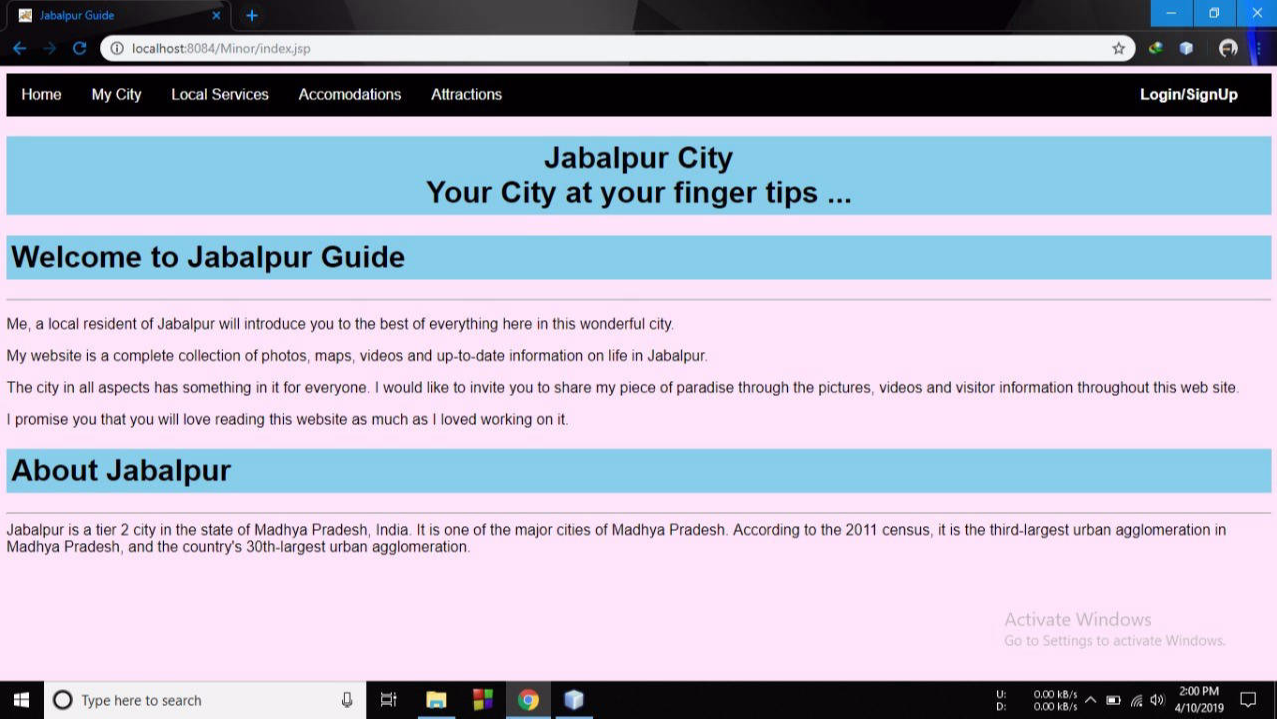 Jabalpur Guide
localhost:8084/Minor/index.jsp
Home My City Local Services Accomodations Attractions Login/SignUp
Jabalpur City
Your City at your finger tips ...
Welcome to Jabalpur Guide
Me, a local resident of Jabalpur will introduce you to the best of everything here in this wonderful city.
My website is a complete collection of photos, maps, videos and up-to-date information on life in Jabalpur.
The city in all aspects has something in it for everyone. I would like to invite you to share my piece of paradise through the pictures, videos and visitor information throughout this web site.
I promise you that you will love reading this website as much as I loved working on it.
About Jabalpur
Jabalpur is a tier 2 city in the state of Madhya Pradesh, India. It is one of the major cities of Madhya Pradesh. According to the 2011 census, it is the third-largest urban agglomeration in
Madhya Pradesh, and the country's 30th-largest urban agglomeration.
Activate Windows
Go to Settings to activate Windows.
Type here to search
U: 0.00 kB/s
D: 0.00 kB/s
2:00 PM
4/10/2019